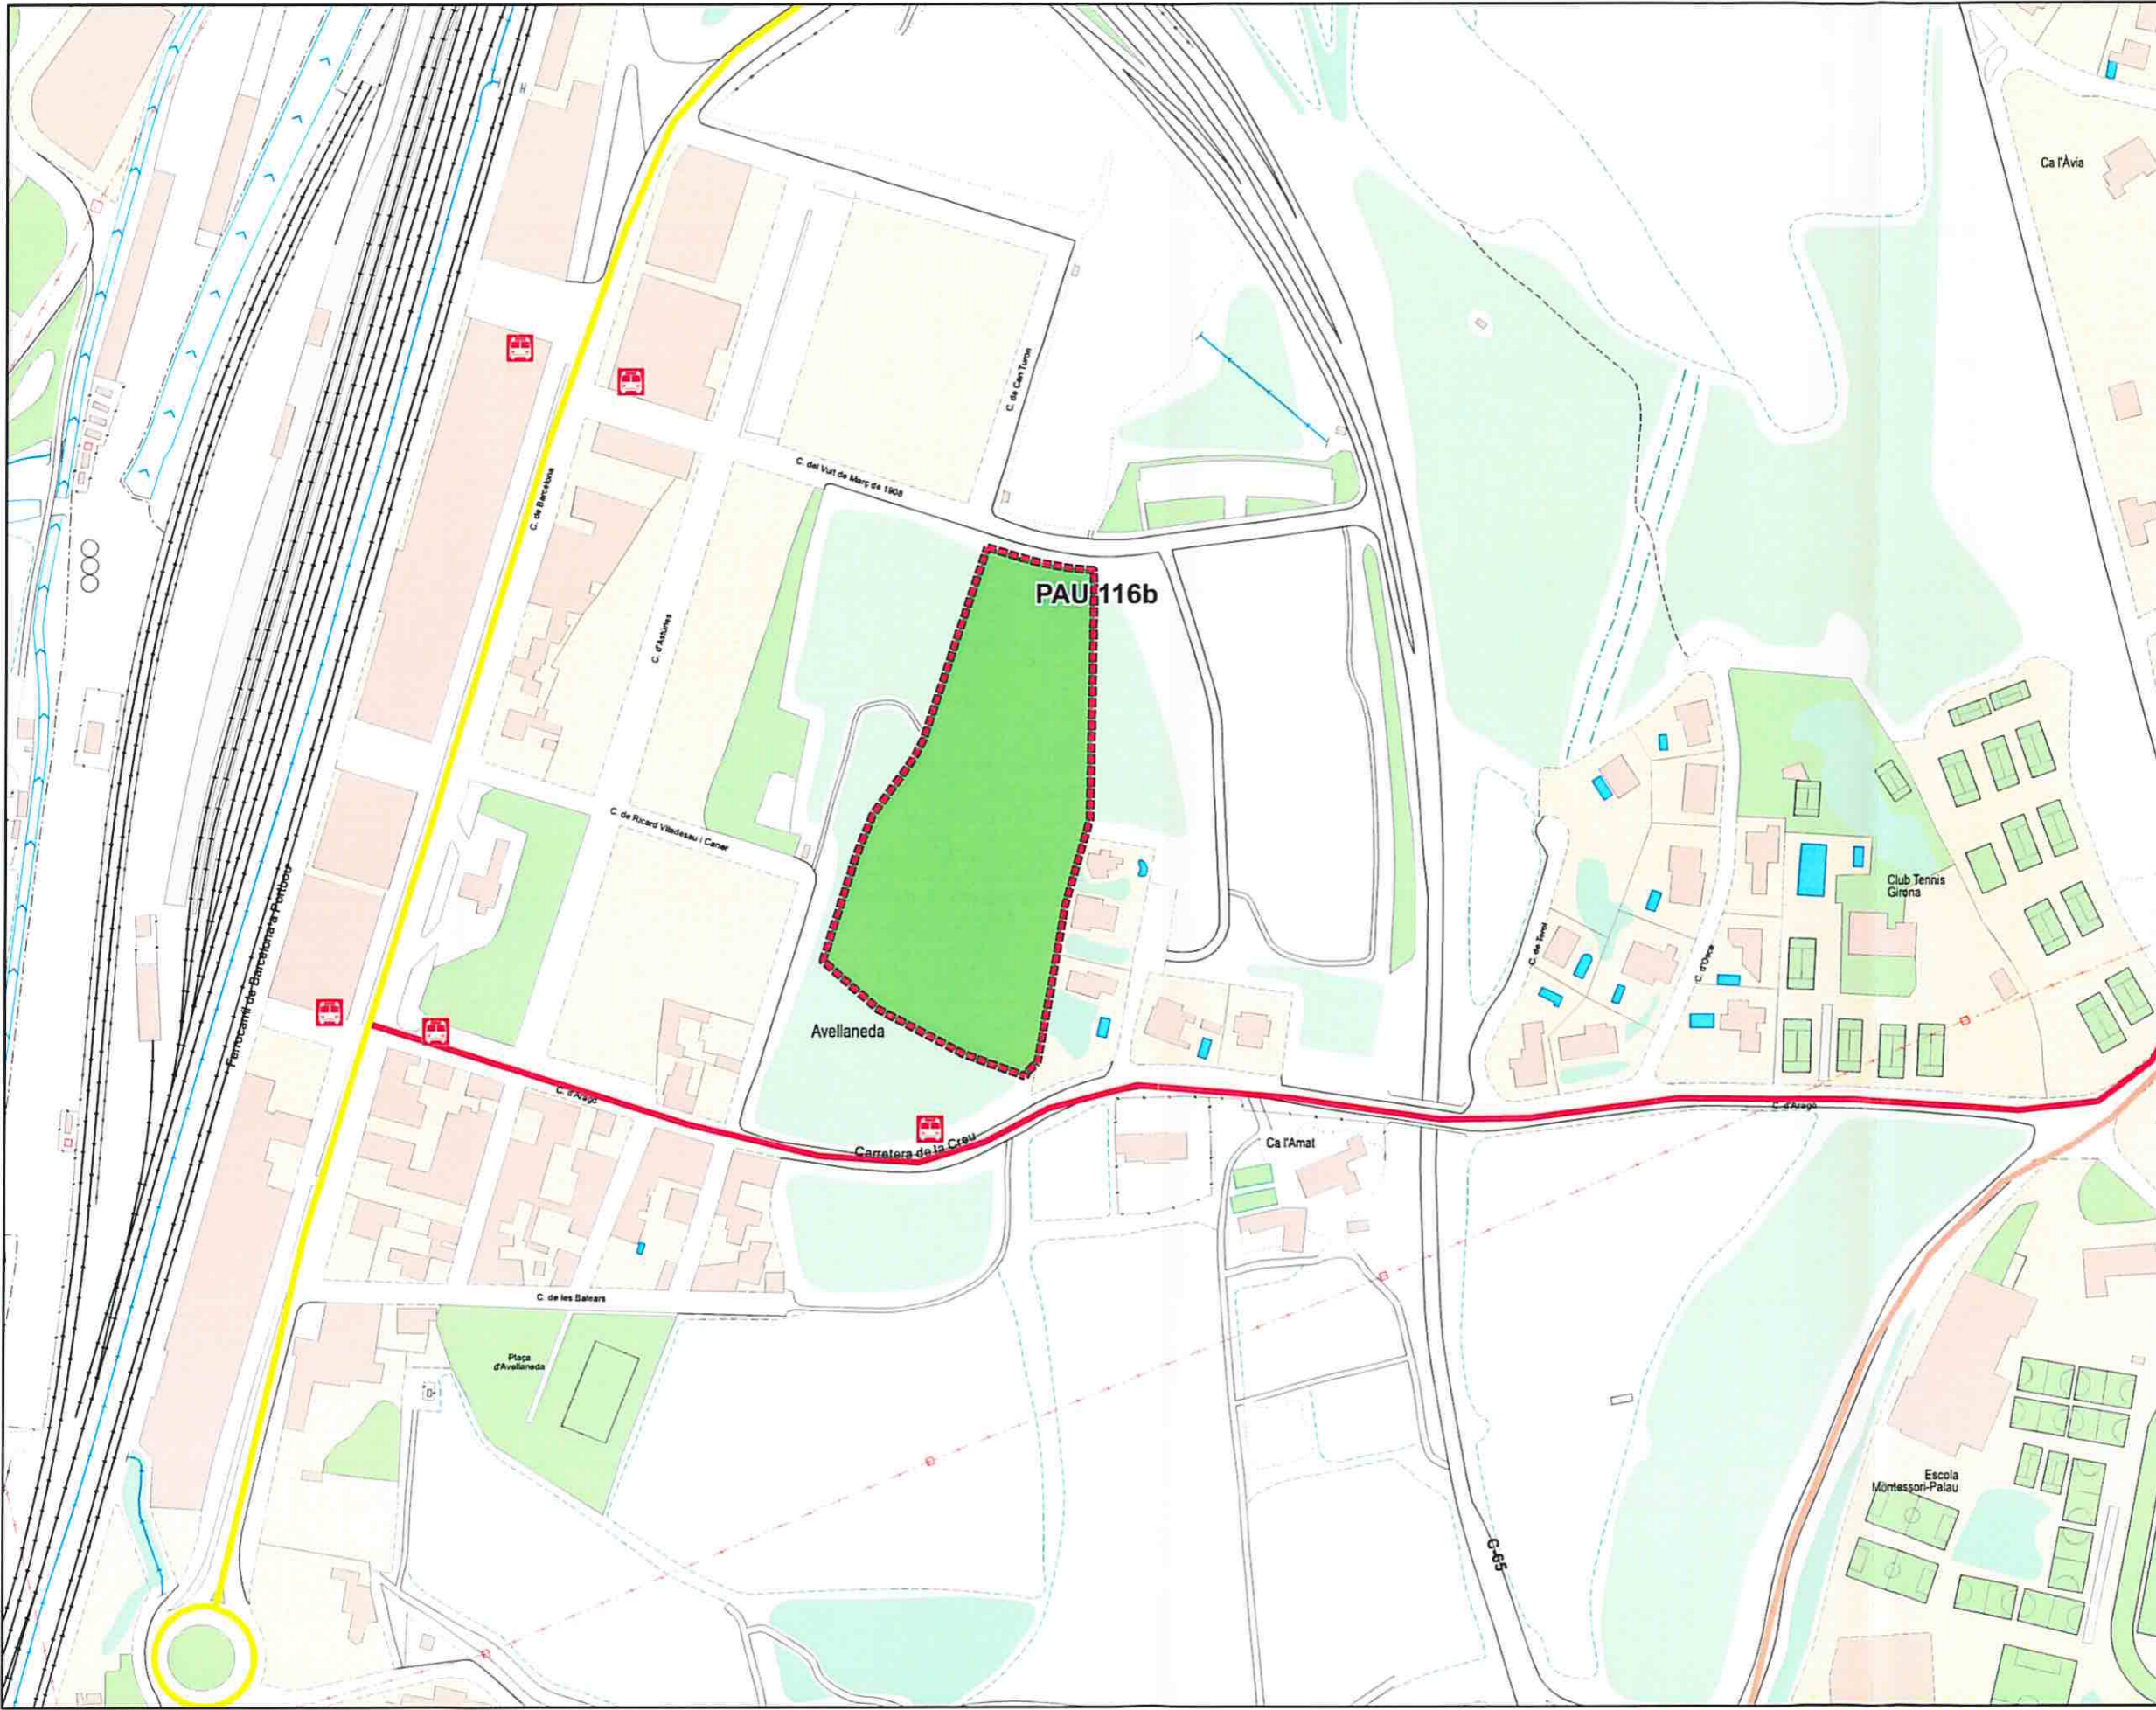 Ca l'Àvia
C. de Can Turon
C. del Vuit de Març de 1908
C. de Barcelona
PAU 116b
C. d'Astúries
C. de Ricard Viladesau i Caner
Club Tennis
Girona
Ferrocarril de Barcelona a Portbou
C. de Terol
C. d'Osca
Avellaneda
C. d'Aragó
C. d'Aragó
Carretera de la Creu
Ca l'Amat
C. de les Balears
Plaça
d'Avellaneda
Escola
Montessori-Palau
C-65